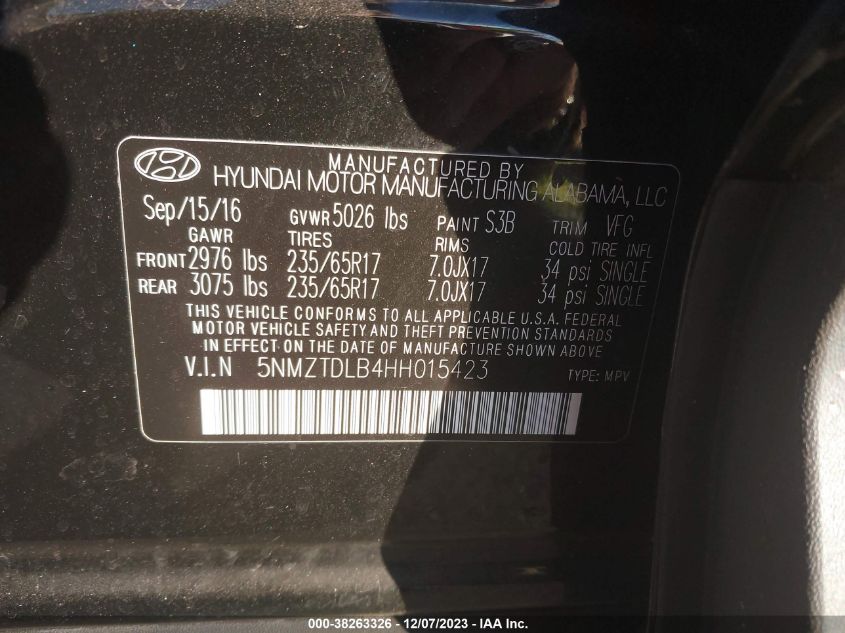 MANUFACTURED BY
HYUNDAI MOTOR MANUFACTURING ALABAMA, LLC
Sep/15/16 GVWR 5026 lbs PAINT S3B TRIM VFG
GAWR TIRES RIMS COLD TIRE INFL
FRONT 2976 lbs 235/65R17 7.0JX17 34 psi SINGLE
REAR 3075 lbs 235/65R17 7.0JX17 34 psi SINGLE
THIS VEHICLE CONFORMS TO ALL APPLICABLE U.S.A. FEDERAL
MOTOR VEHICLE SAFETY AND THEFT PREVENTION STANDARDS
IN EFFECT ON THE DATE OF MANUFACTURE SHOWN ABOVE
V.I.N 5NMZTDLB4HH015423 TYPE: MPV
000-38263326 - 12/07/2023 - IAA Inc.